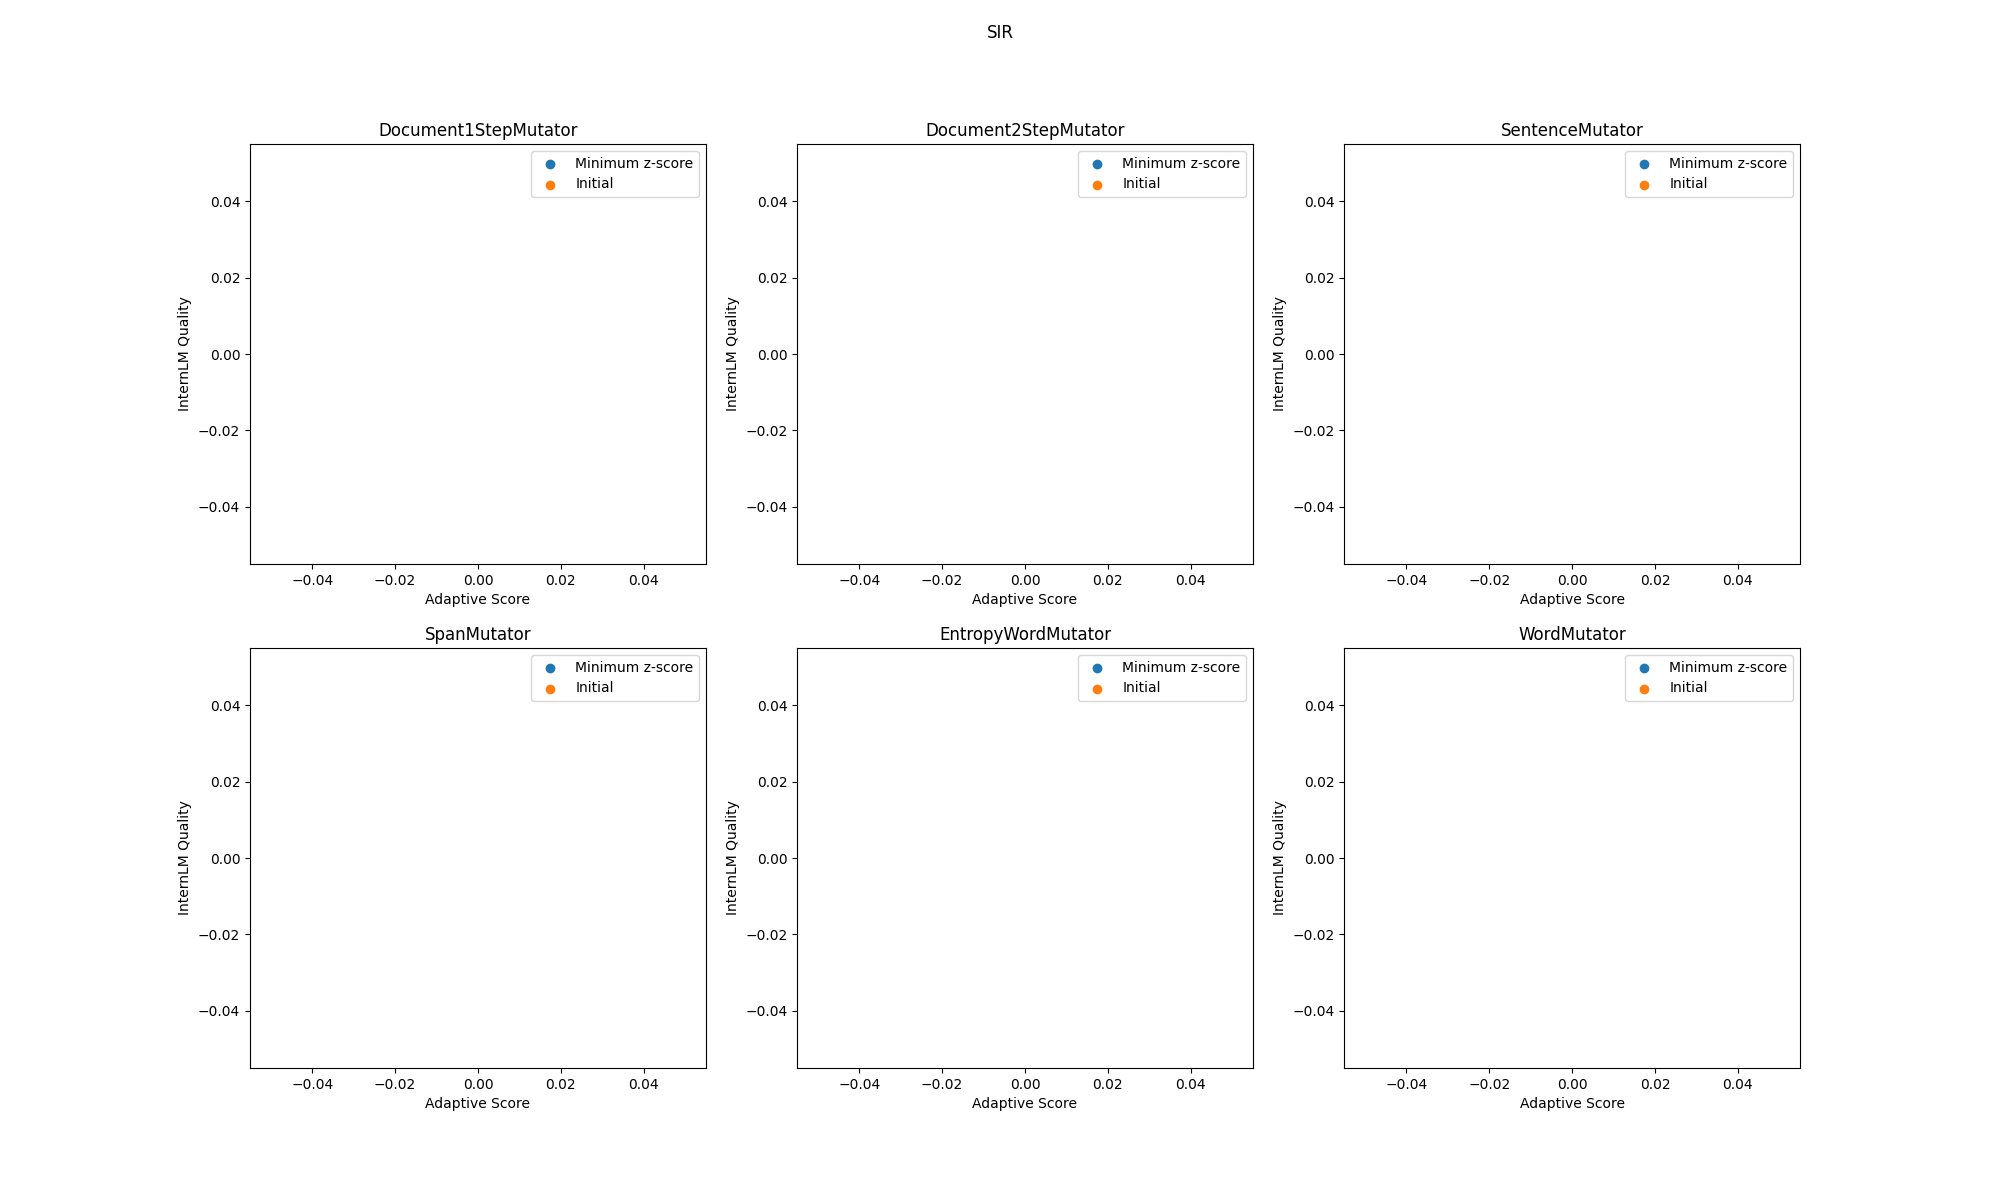 SIR
Document1StepMutator
Minimum z-score
Initial
0.04
0.02
0.00
−0.02
−0.04
InternLM Quality
−0.04 −0.02 0.00 0.02 0.04
Adaptive Score
Document2StepMutator
Minimum z-score
Initial
0.04
0.02
0.00
−0.02
−0.04
InternLM Quality
−0.04 −0.02 0.00 0.02 0.04
Adaptive Score
SentenceMutator
Minimum z-score
Initial
0.04
0.02
0.00
−0.02
−0.04
InternLM Quality
−0.04 −0.02 0.00 0.02 0.04
Adaptive Score
SpanMutator
Minimum z-score
Initial
0.04
0.02
0.00
−0.02
−0.04
InternLM Quality
−0.04 −0.02 0.00 0.02 0.04
Adaptive Score
EntropyWordMutator
Minimum z-score
Initial
0.04
0.02
0.00
−0.02
−0.04
InternLM Quality
−0.04 −0.02 0.00 0.02 0.04
Adaptive Score
WordMutator
Minimum z-score
Initial
0.04
0.02
0.00
−0.02
−0.04
InternLM Quality
−0.04 −0.02 0.00 0.02 0.04
Adaptive Score